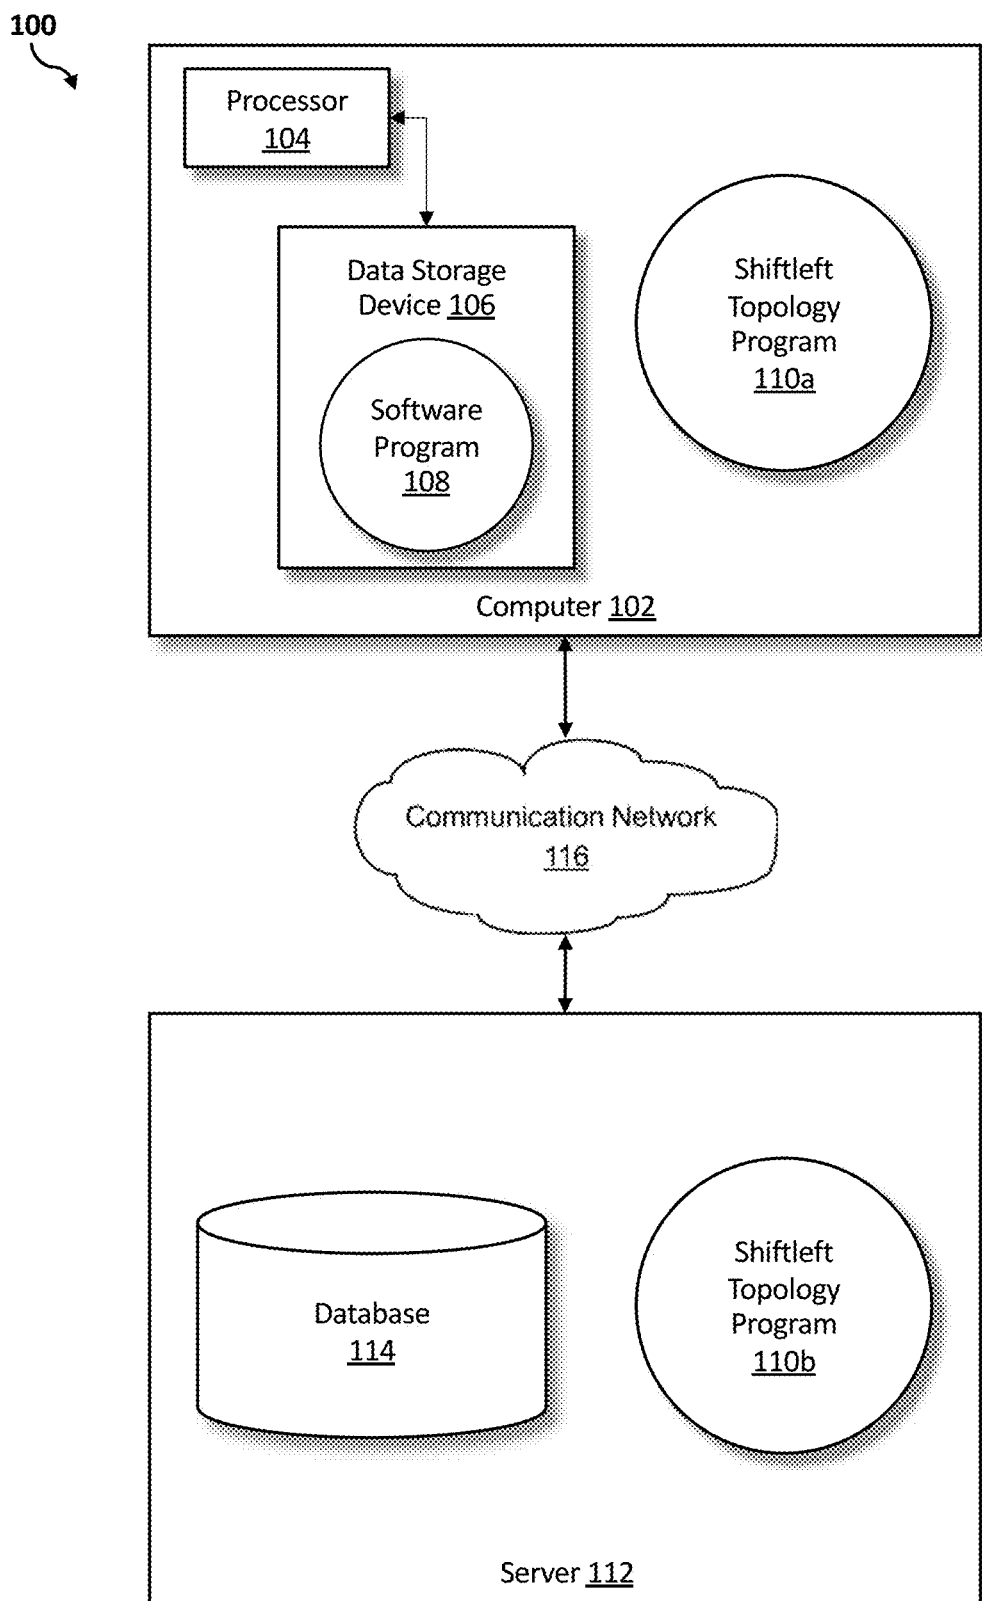 100
Processor
104
Data Storage
Device 106
Software
Program
108
Shiftleft
Topology
Program
110a
Computer 102
Communication Network
116
Database
114
Shiftleft
Topology
Program
110b
Server 112